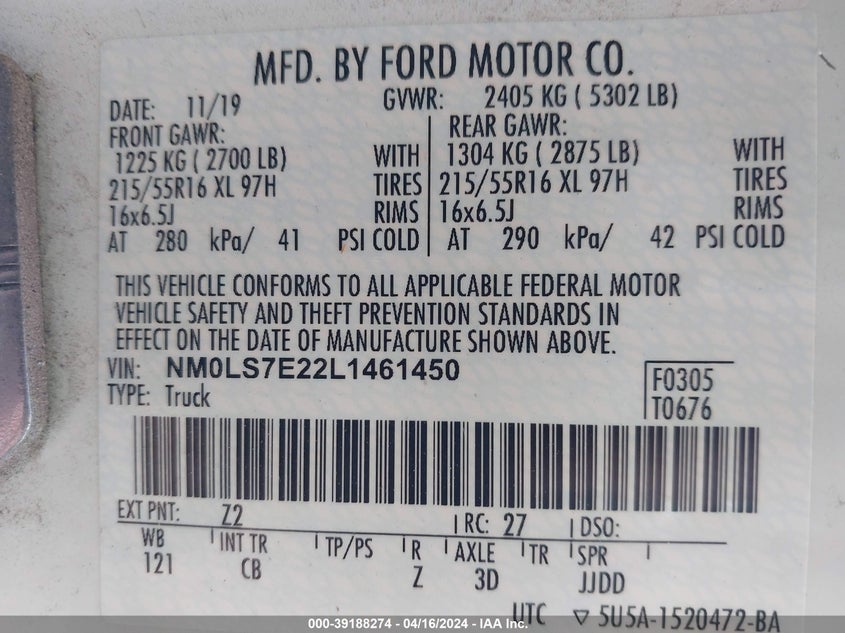 MFD. BY FORD MOTOR CO.
DATE: 11/19 GVWR: 2405 KG ( 5302 LB)
FRONT GAWR: REAR GAWR:
1225 KG ( 2700 LB) WITH 1304 KG ( 2875 LB) WITH
215/55R16 XL 97H TIRES 215/55R16 XL 97H TIRES
16x6.5J RIMS 16x6.5J RIMS
AT 280 kPa/ 41 PSI COLD AT 290 kPa/ 42 PSI COLD
THIS VEHICLE CONFORMS TO ALL APPLICABLE FEDERAL MOTOR
VEHICLE SAFETY AND THEFT PREVENTION STANDARDS IN
EFFECT ON THE DATE OF MANUFACTURE SHOWN ABOVE.
VIN: NM0LS7E22L1461450
TYPE: Truck
F0305
T0676
EXT PNT: Z2 RC: 27 DSO:
WB INT TR TP/PS R AXLE TR SPR
121 CB Z 3D JJDD
UTC ▽ 5U5A-1520472-BA
000-39188274 - 04/16/2024 - IAAI Inc.